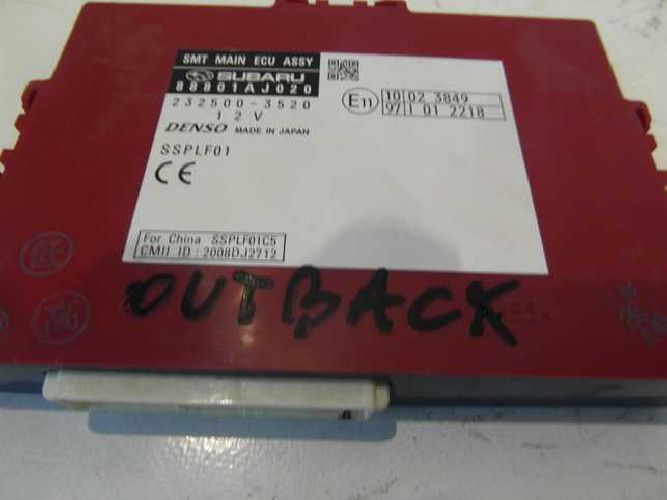 SMT MAIN ECU ASSY
SUBARU
88801AJ020
232500-3520
12V
DENSO MADE IN JAPAN
SSPLF01
CE
E11
10 02 3849
97 1 01 2218
For China SSPLF01C5
CMII ID : 2008DJ2712
OUTBACK